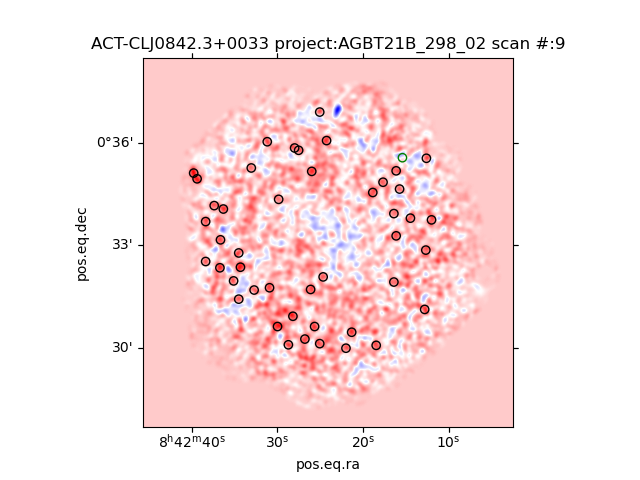 ACT-CLJ0842.3+0033 project:AGBT21B_298_02 scan #:9
0°36'
33'
30'
pos.eq.dec
8ʰ42ᵐ40ˢ 30ˢ 20ˢ 10ˢ
pos.eq.ra